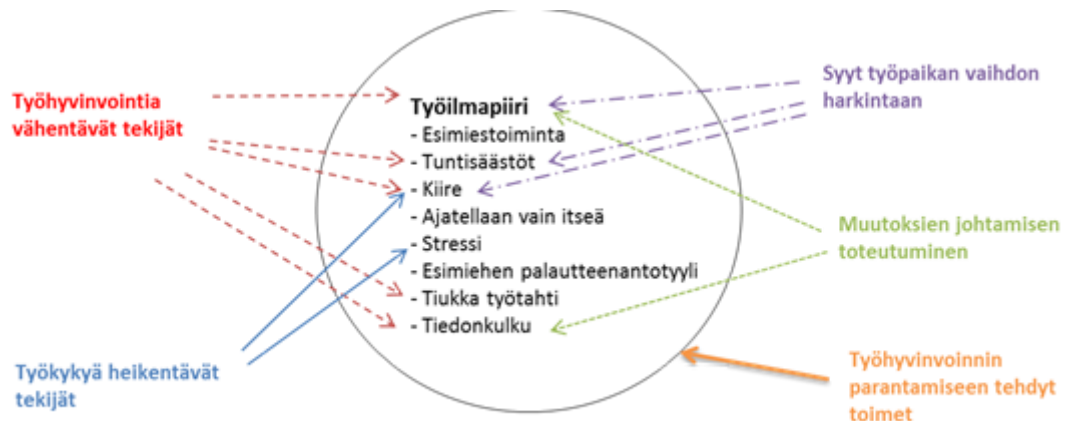 Työhyvinvointia
vähentävät tekijät
Työilmapiiri
- Esimiestoiminta
- Tuntisäästöt
- Kiire
- Ajatellaan vain itseä
- Stressi
- Esimiehen palautteenantotyyli
- Tiukka työtahti
- Tiedonkulku
Syyt työpaikan vaihdon
harkintaan
Muutoksien johtamisen
toteutuminen
Työkykyä heikentävät
tekijät
Työhyvinvoinnin
parantamiseen tehdyt
toimet